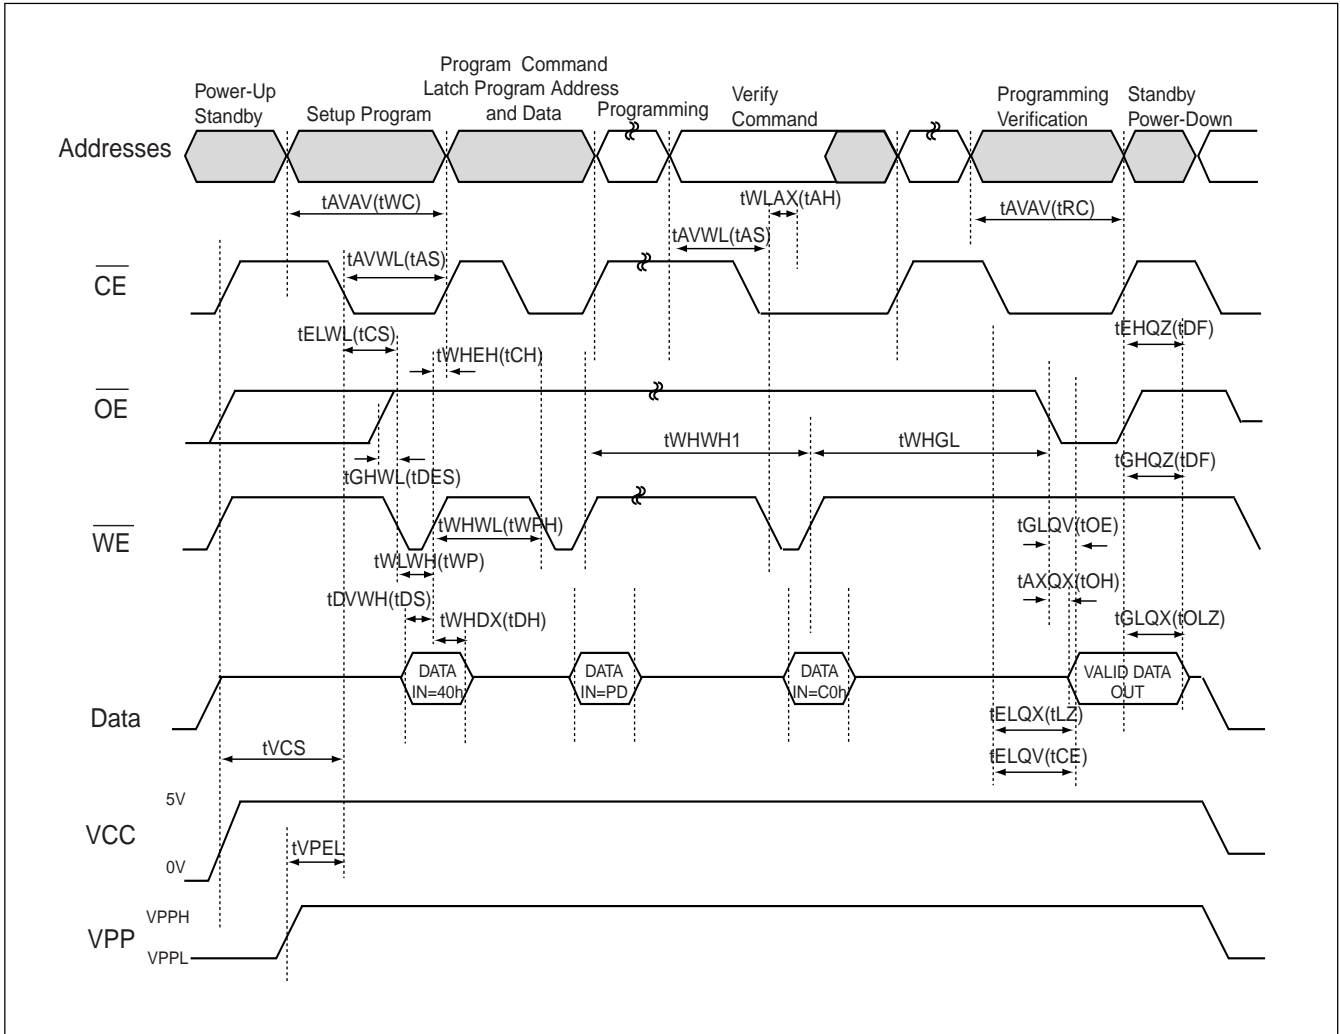 Power-Up
Standby
Setup Program
Program Command
Latch Program Address
and Data
Programming
Verify
Command
Programming
Verification
Standby
Power-Down
Addresses
tAVAV(tWC)
tWLAX(tAH)
tAVAV(tRC)
tAVWL(tAS)
tAVWL(tAS)
CE
tELWL(tCS)
tEHQZ(tDF)
tWHEH(tCH)
OE
tWHWH1
tWHGL
tGHWL(tDES)
tGHQZ(tDF)
WE
tWHWL(tWPH)
tGLQV(tOE)
tWLWH(tWP)
tAXQX(tOH)
tDVWH(tDS)
tWHDX(tDH)
tGLQX(tOLZ)
DATA
IN=40h
DATA
IN=PD
DATA
IN=C0h
VALID DATA
OUT
Data
tELQX(tLZ)
tVCS
tELQV(tCE)
5V
VCC
0V
tVPEL
VPPH
VPP
VPPL